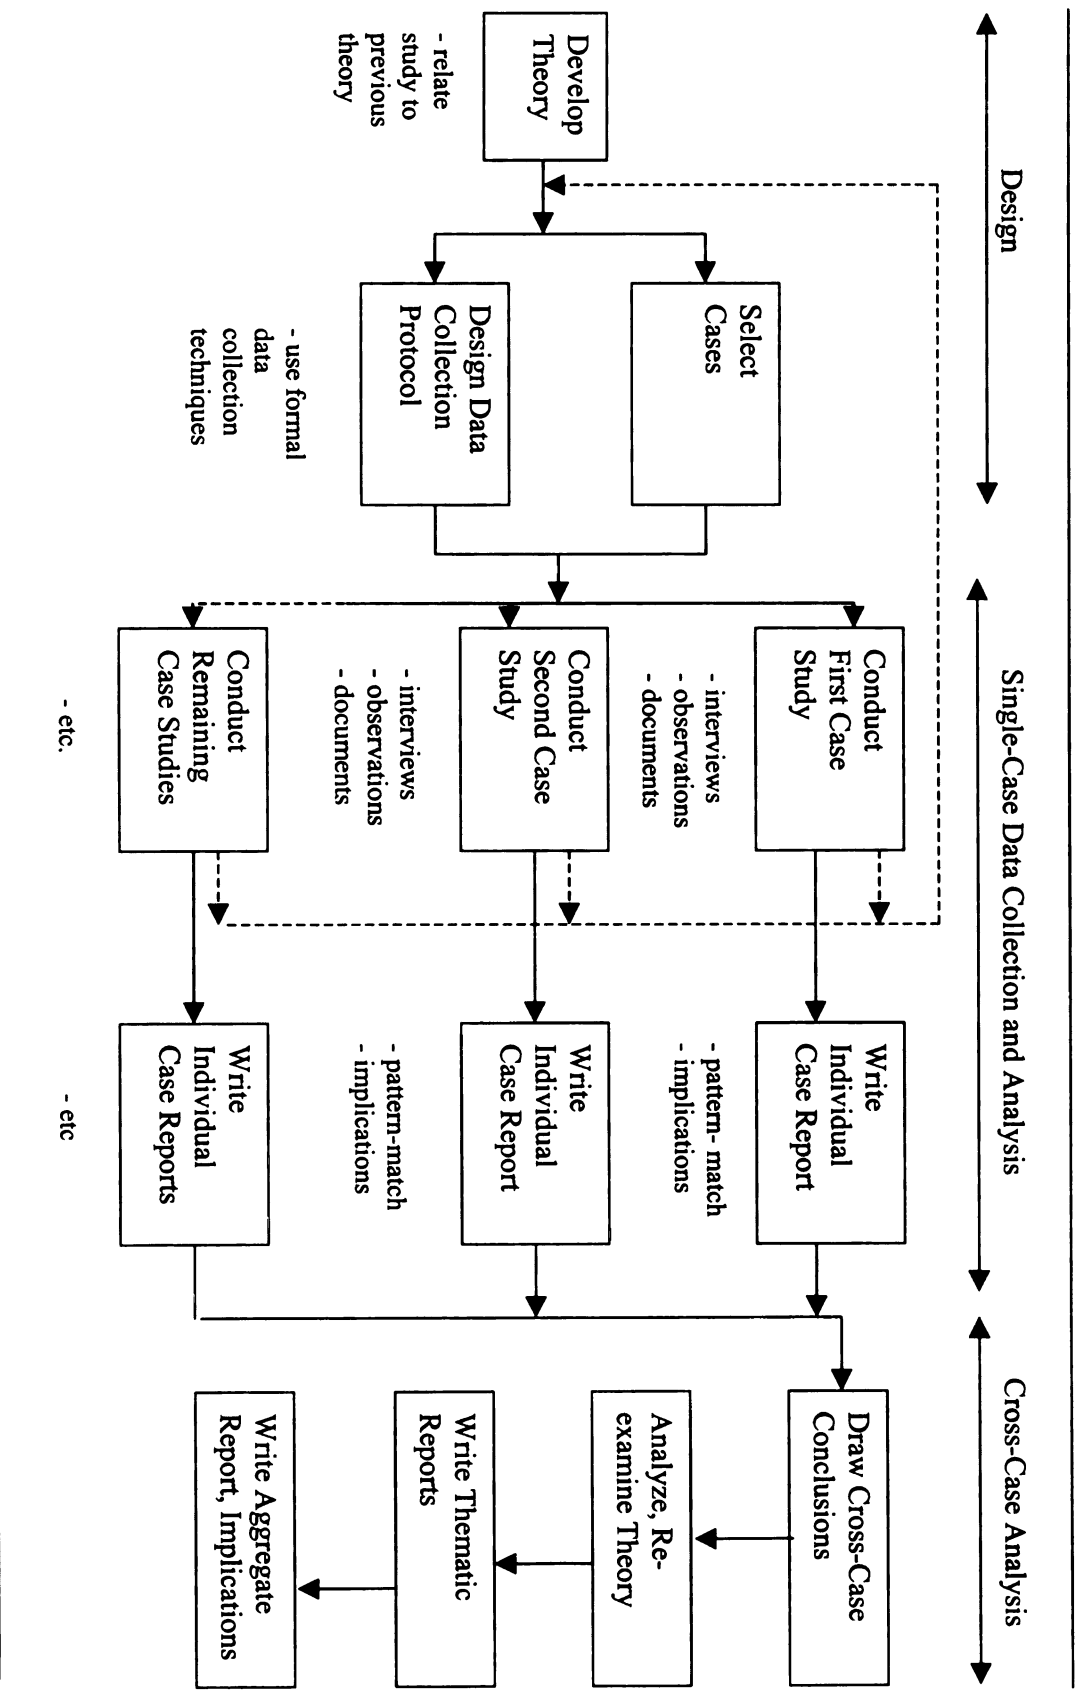 Design
Single-Case Data Collection and Analysis
Cross-Case Analysis
Develop
Theory
- relate
study to
previous
theory
Select
Cases
Design Data
Collection
Protocol
- use formal
data
collection
techniques
Conduct
First Case
Study
- interviews
- observations
- documents
Conduct
Second Case
Study
- interviews
- observations
- documents
Conduct
Remaining
Case Studies
- etc.
Write
Individual
Case Report
- pattern- match
- implications
Write
Individual
Case Report
- pattern-match
- implications
Write
Individual
Case Reports
- etc
Draw Cross-Case
Conclusions
Analyze, Re-
examine Theory
Write Thematic
Reports
Write Aggregate
Report, Implications